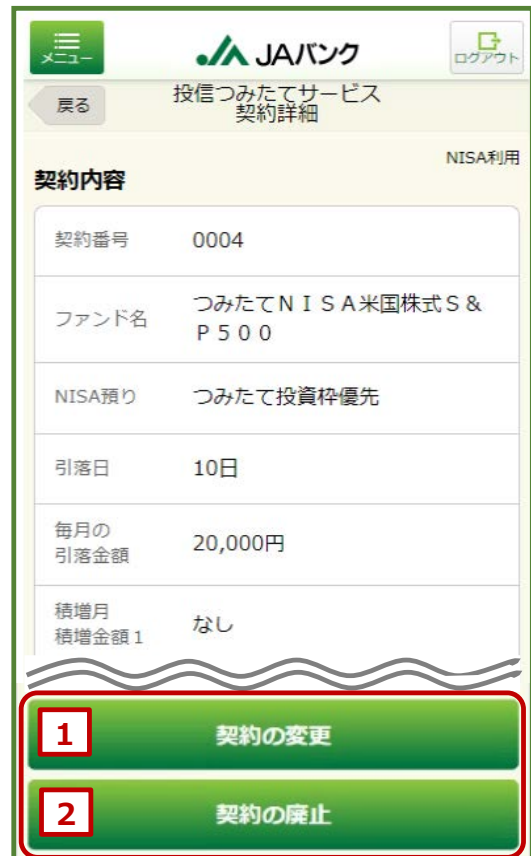 メニュー
JAバンク
ログアウト
戻る
投信つみたてサービス
契約詳細
NISA利用
契約内容
契約番号 0004
ファンド名 つみたてＮＩＳＡ米国株式Ｓ＆
Ｐ５００
NISA預り つみたて投資枠優先
引落日 10日
毎月の
引落金額 20,000円
積増月
積増金額１ なし
1 契約の変更
2 契約の廃止